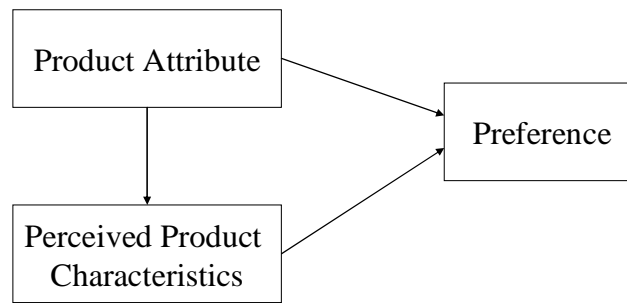 Product Attribute
Preference
Perceived Product
Characteristics